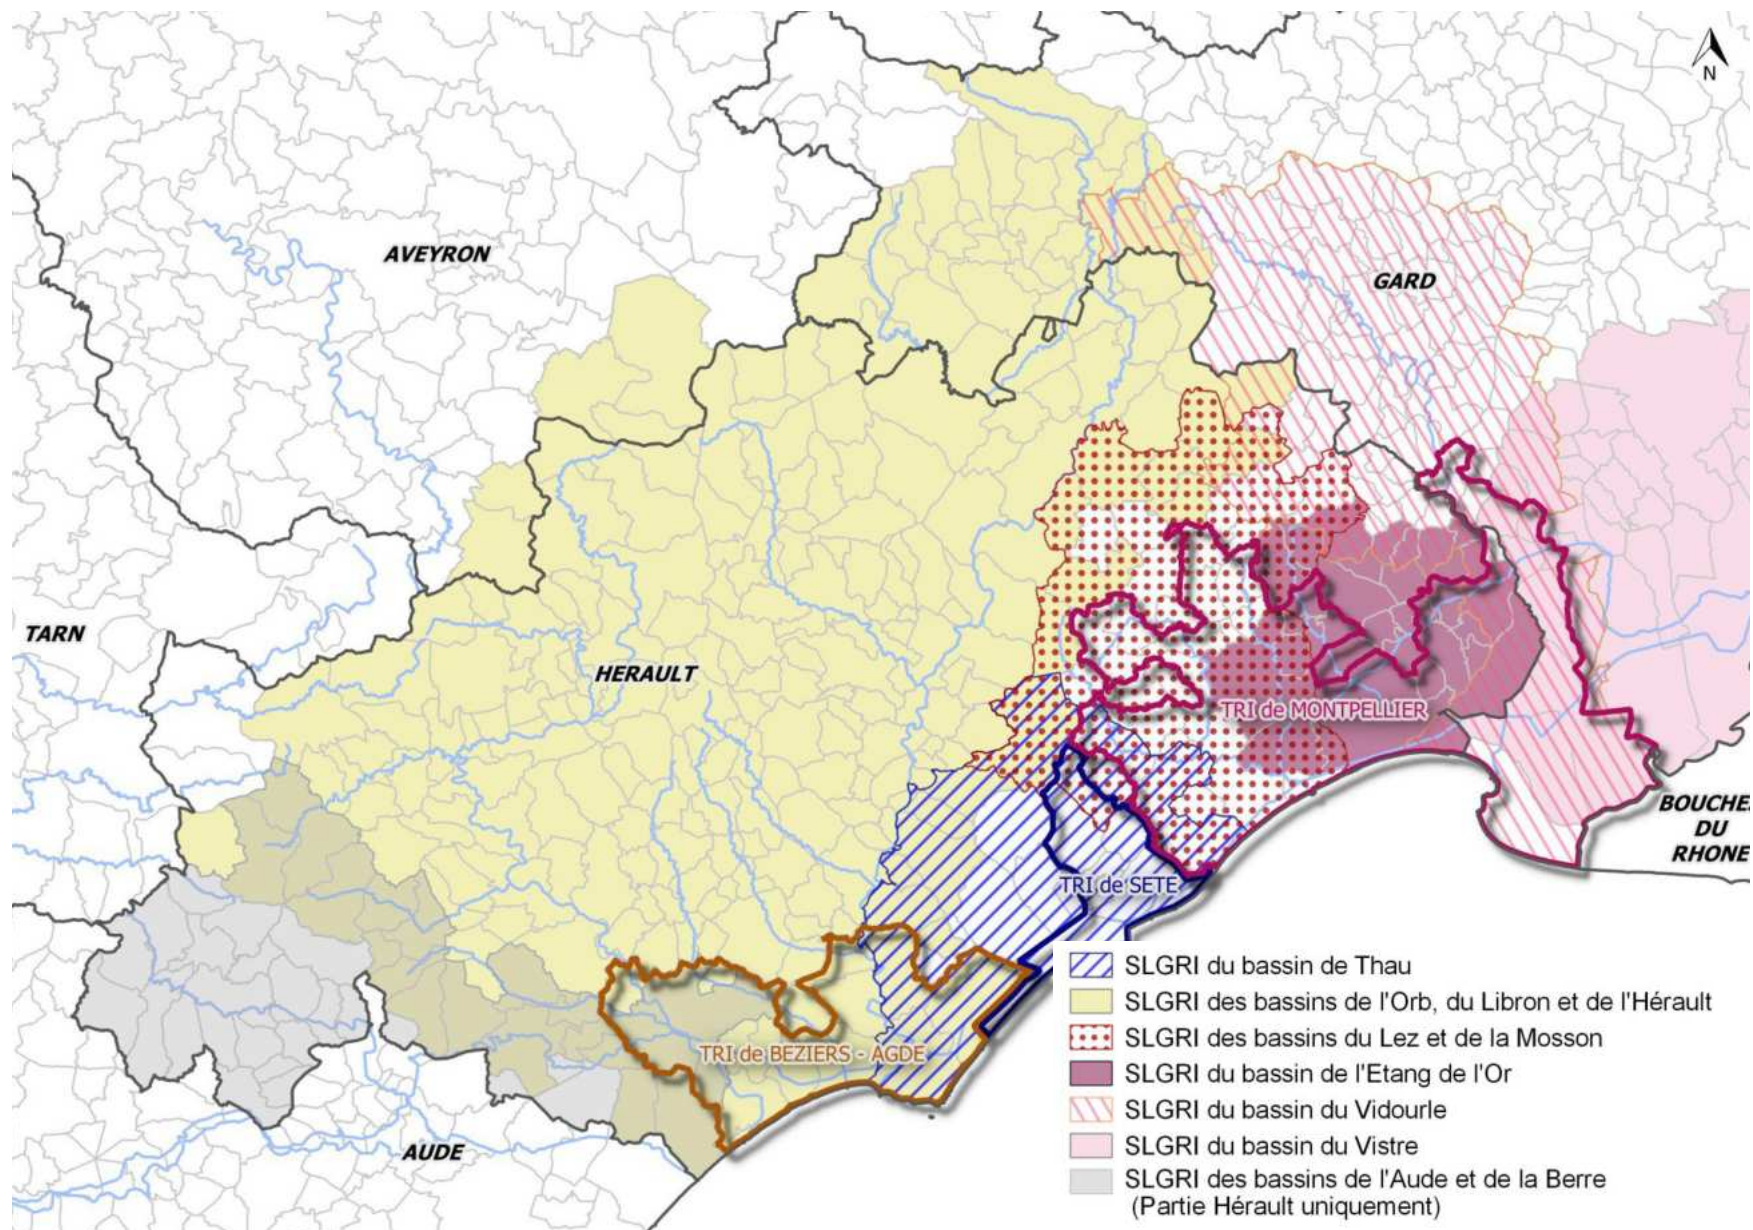 N
AVEYRON
GARD
TARN
HERAULT
TRI de MONTPELLIER
BOUCHES
DU
RHONE
TRI de SETE
TRI de BEZIERS - AGDE
AUDE
SLGRI du bassin de Thau
SLGRI des bassins de l'Orb, du Libron et de l'Hérault
SLGRI des bassins du Lez et de la Mosson
SLGRI du bassin de l'Etang de l'Or
SLGRI du bassin du Vidourle
SLGRI du bassin du Vistre
SLGRI des bassins de l'Aude et de la Berre
(Partie Hérault uniquement)